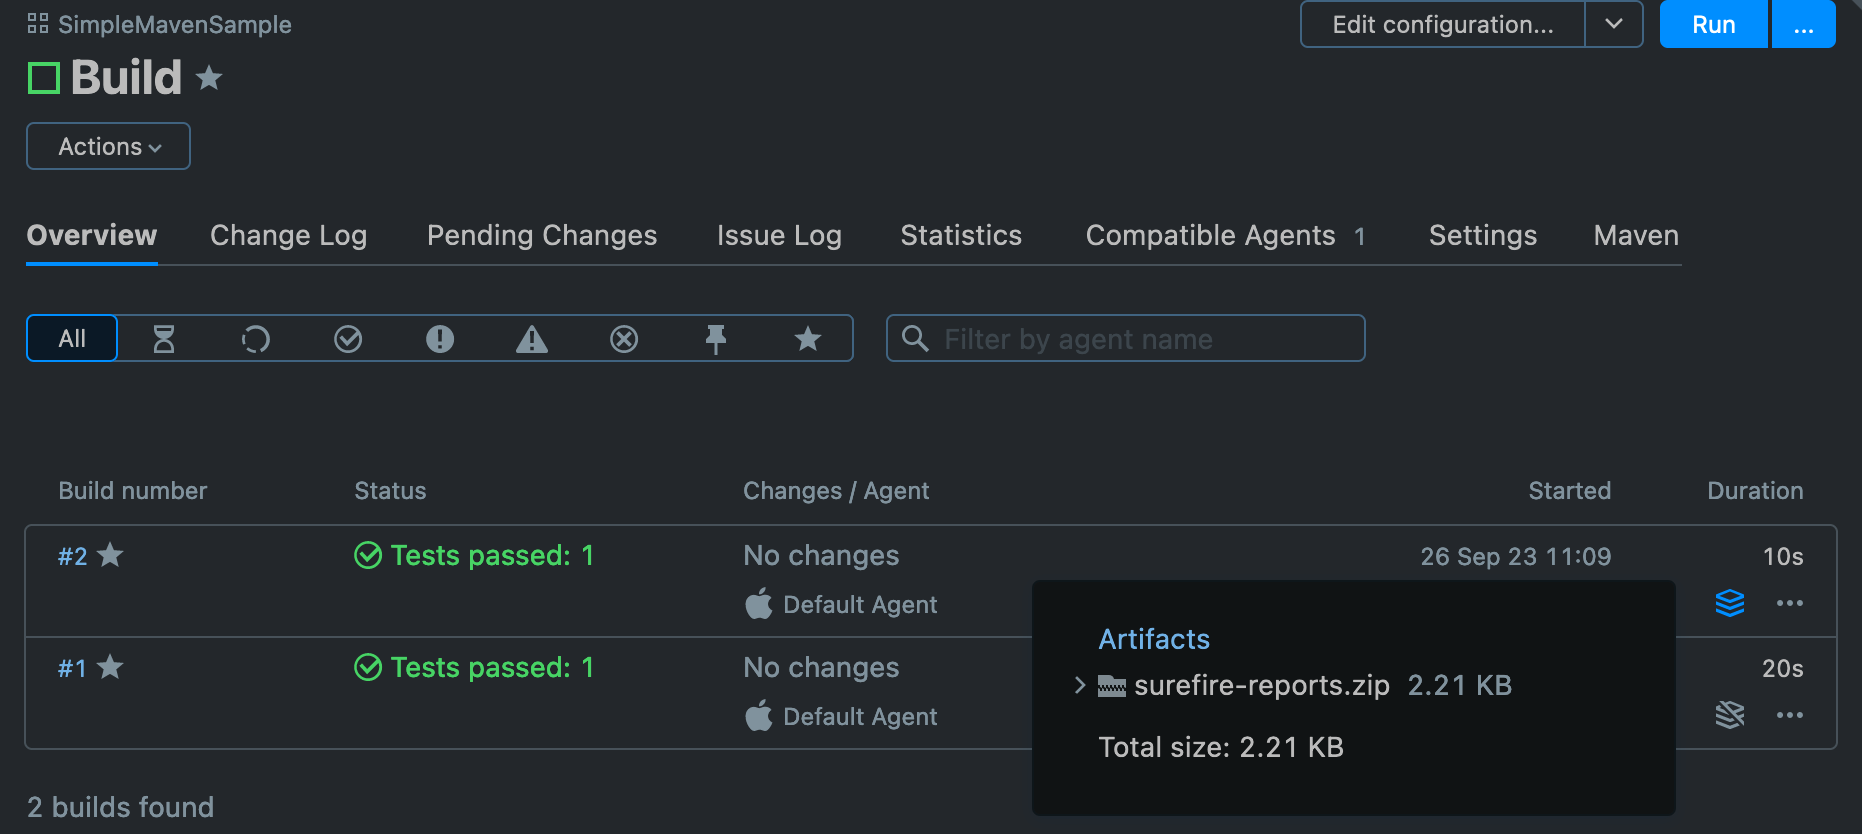 SimpleMavenSample
Edit configuration...
Run
...
Build
Actions
Overview
Change Log
Pending Changes
Issue Log
Statistics
Compatible Agents 1
Settings
Maven
All
Filter by agent name
Build number
Status
Changes / Agent
Started
Duration
#2
Tests passed: 1
No changes
26 Sep 23 11:09
10s
Default Agent
#1
Tests passed: 1
No changes
20s
Default Agent
Artifacts
surefire-reports.zip 2.21 KB
Total size: 2.21 KB
2 builds found